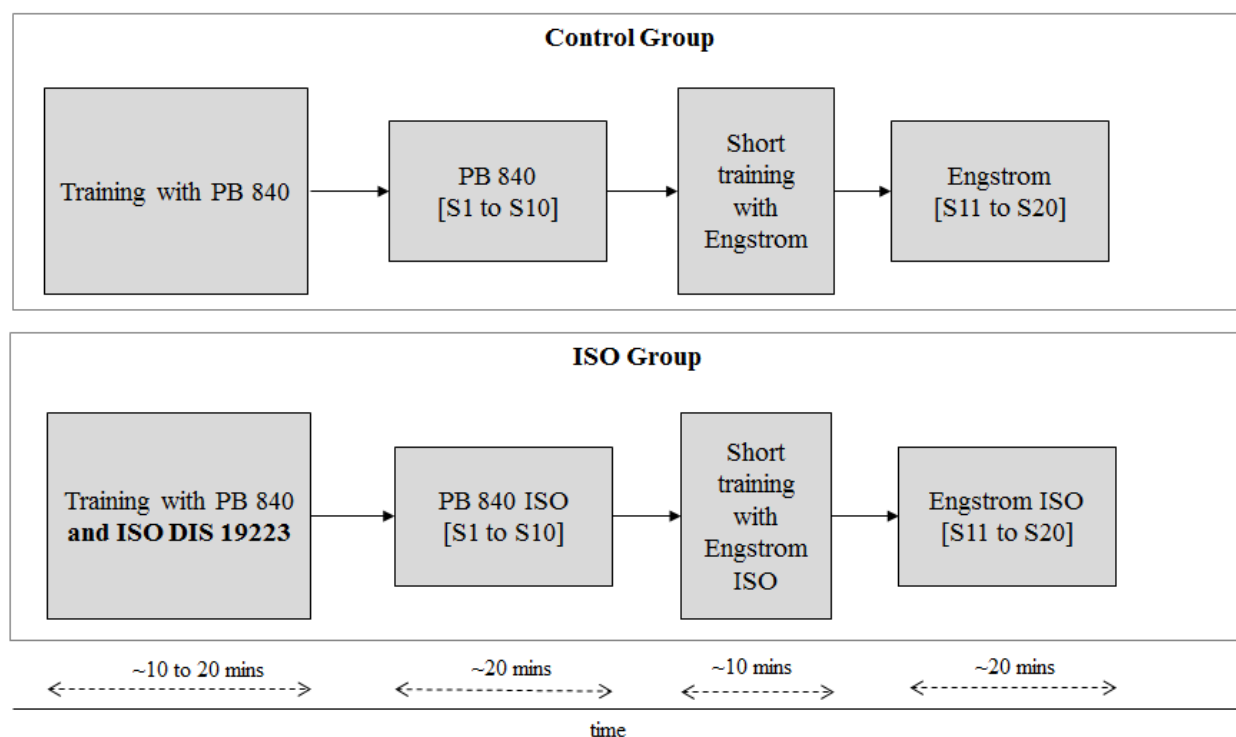 Control Group
Training with PB 840
PB 840
[S1 to S10]
Short
training
with
Engstrom
Engstrom
[S11 to S20]
ISO Group
Training with PB 840
and ISO DIS 19223
PB 840 ISO
[S1 to S10]
Short
training
with
Engstrom
ISO
Engstrom ISO
[S11 to S20]
~10 to 20 mins
~20 mins
~10 mins
~20 mins
time